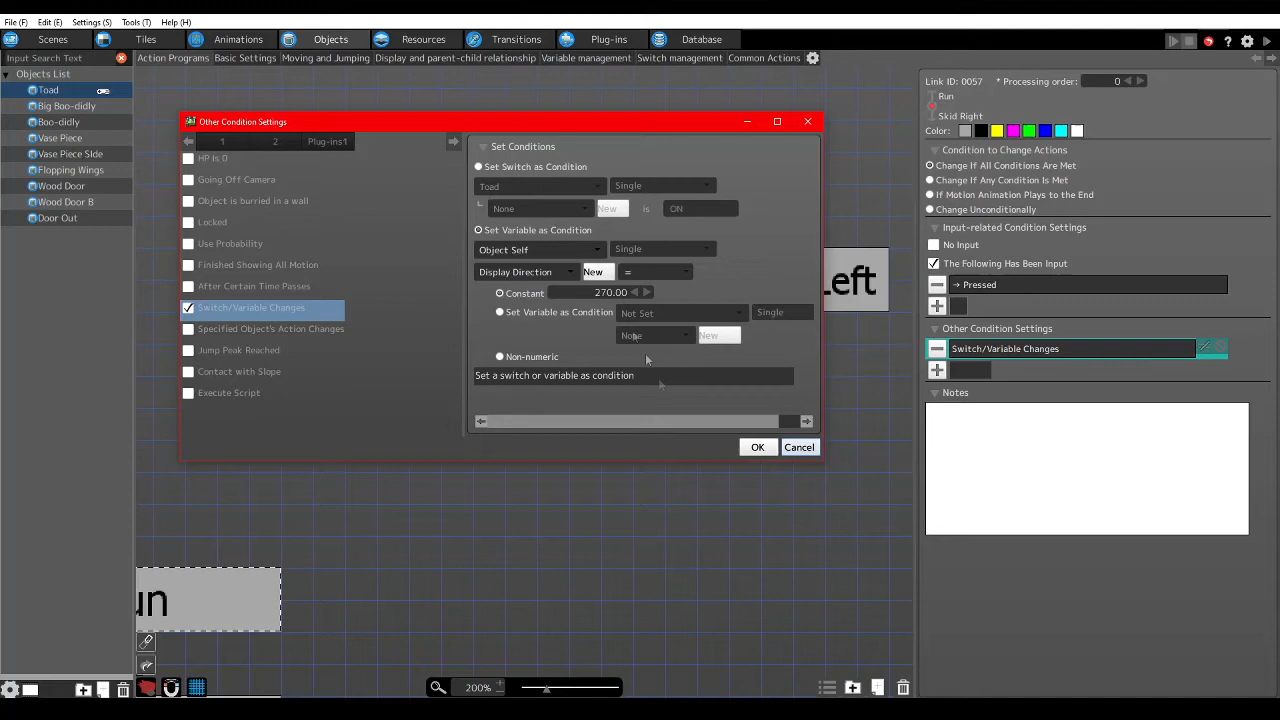 File (F) Edit (E) Settings (S) Tools (T) Help (H)
Scenes Tiles Animations Objects Resources Transitions Plug-ins Database
Input Search Text
Action Programs Basic Settings Moving and Jumping Display and parent-child relationship Variable management Switch management Common Actions
Objects List
Toad
Big Boo-didly
Boo-didly
Vase Piece
Vase Piece SIde
Flopping Wings
Wood Door
Wood Door B
Door Out
Other Condition Settings
1 2 Plug-ins1
HP Is 0
Going Off Camera
Object is burried in a wall
Locked
Use Probability
Finished Showing All Motion
After Certain Time Passes
Switch/Variable Changes
Specified Object's Action Changes
Jump Peak Reached
Contact with Slope
Execute Script
Set Conditions
Set Switch as Condition
Toad Single
None New Is ON
Set Variable as Condition
Object Self Single
Display Direction New =
Constant 270.00
Set Variable as Condition Not Set Single
None New
Non-numeric
Set a switch or variable as condition
OK Cancel
Left
un
200%
Link ID: 0057 * Processing order: 0
Run
Skid Right
Color:
Condition to Change Actions
Change If All Conditions Are Met
Change If Any Condition Is Met
If Motion Animation Plays to the End
Change Unconditionally
Input-related Condition Settings
No Input
The Following Has Been Input
→ Pressed
Other Condition Settings
Switch/Variable Changes
Notes